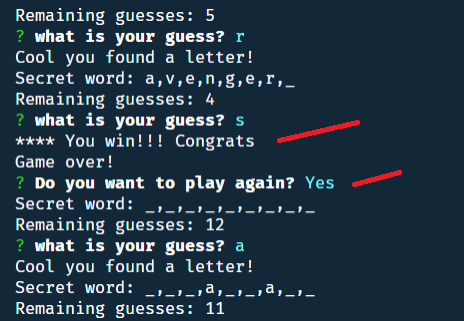 Remaining guesses: 5
? what is your guess? r
Cool you found a letter!
Secret word: a,v,e,n,g,e,r,_
Remaining guesses: 4
? what is your guess? s
**** You win!!! Congrats
Game over!
? Do you want to play again? Yes
Secret word: _,_,_,_,_,_,_,_,_
Remaining guesses: 12
? what is your guess? a
Cool you found a letter!
Secret word: _,_,_,a,_,_,a,_,_
Remaining guesses: 11